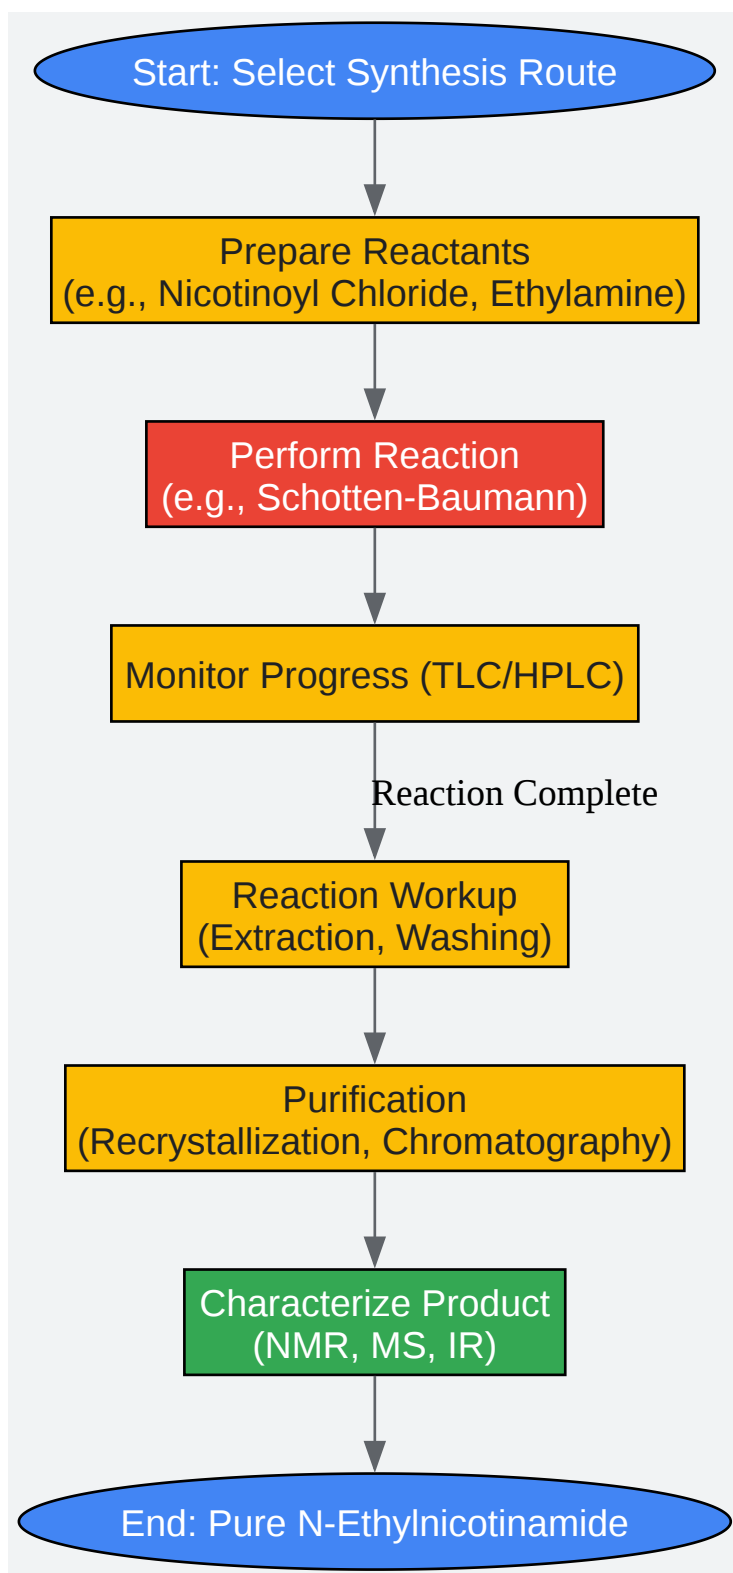 Start: Select Synthesis Route
Prepare Reactants
(e.g., Nicotinoyl Chloride, Ethylamine)
Perform Reaction
(e.g., Schotten-Baumann)
Monitor Progress (TLC/HPLC)
Reaction Complete
Reaction Workup
(Extraction, Washing)
Purification
(Recrystallization, Chromatography)
Characterize Product
(NMR, MS, IR)
End: Pure N-Ethylnicotinamide